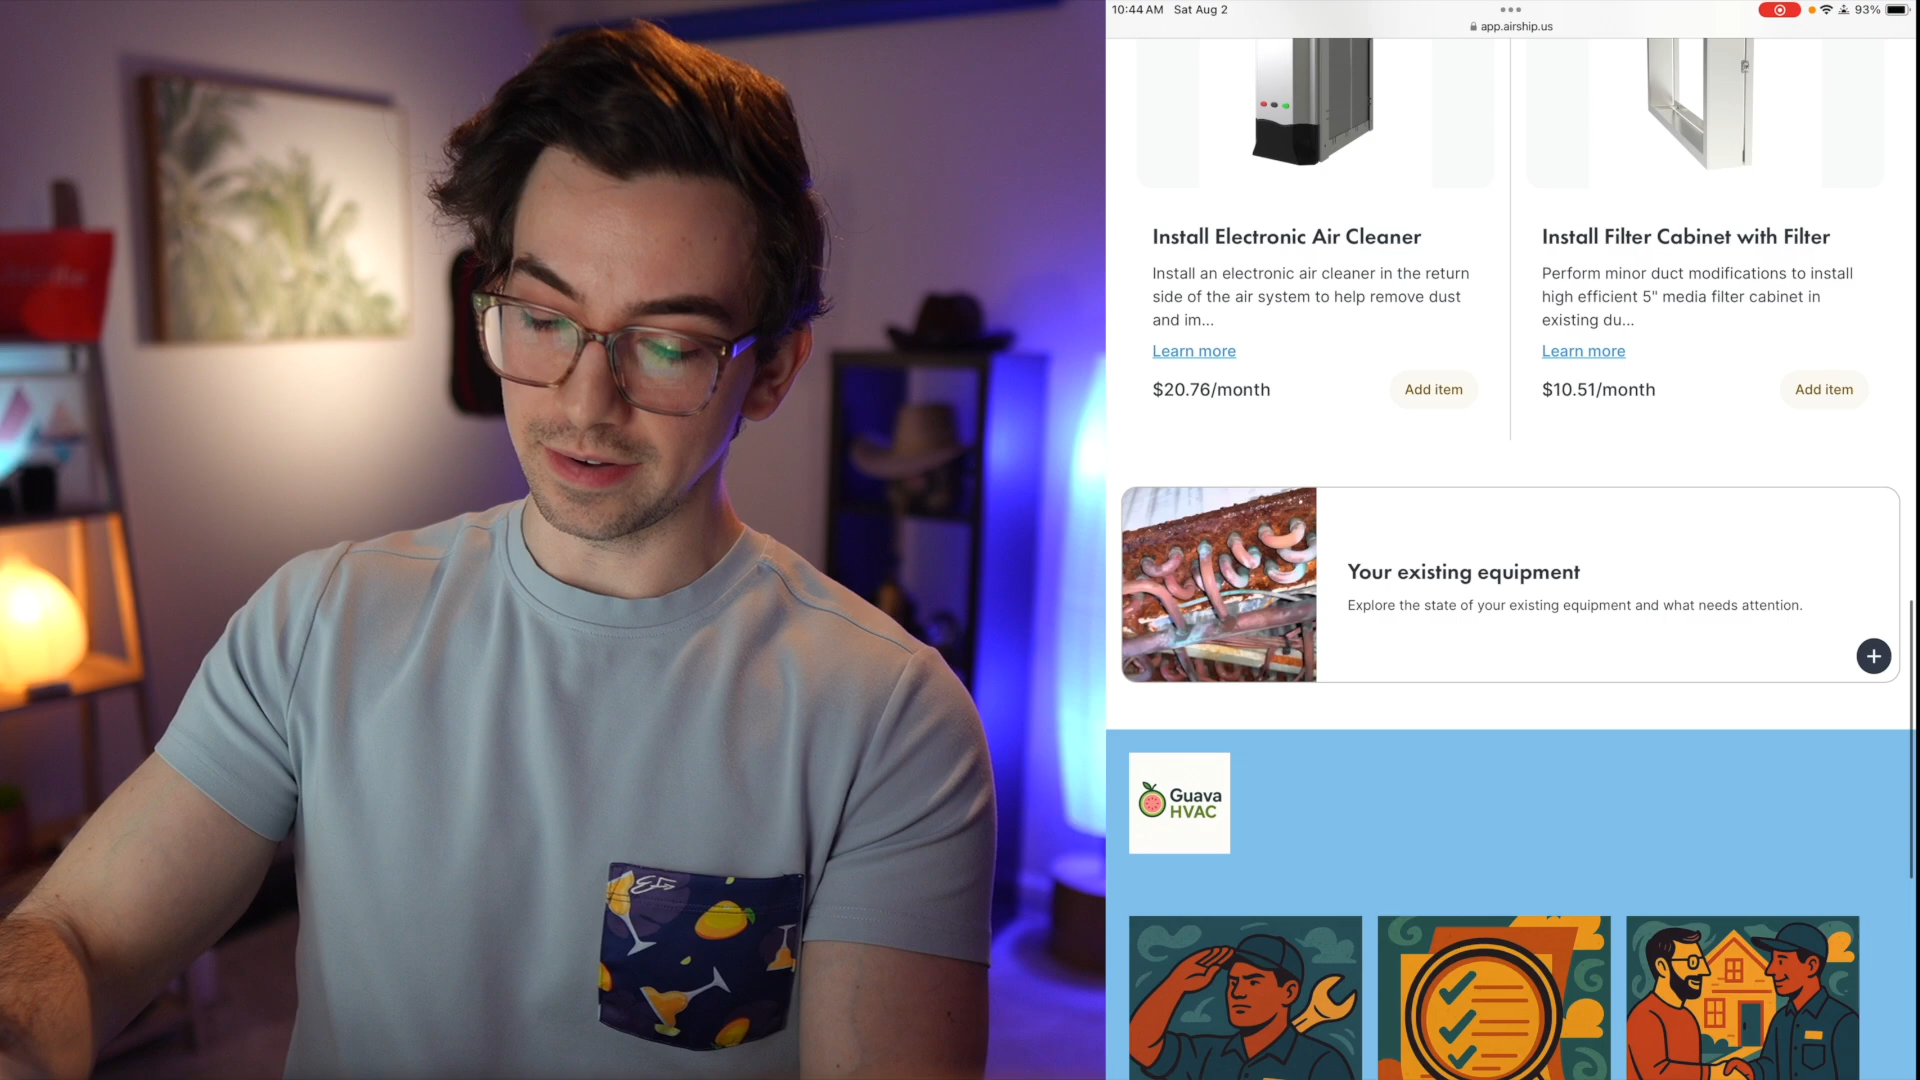 10:44 AM Sat Aug 2
93%
app.airship.us
Install Electronic Air Cleaner
Install an electronic air cleaner in the return
side of the air system to help remove dust
and im...
Learn more
$20.76/month
Add item
Install Filter Cabinet with Filter
Perform minor duct modifications to install
high efficient 5" media filter cabinet in
existing du...
Learn more
$10.51/month
Add item
Your existing equipment
Explore the state of your existing equipment and what needs attention.
Guava
HVAC